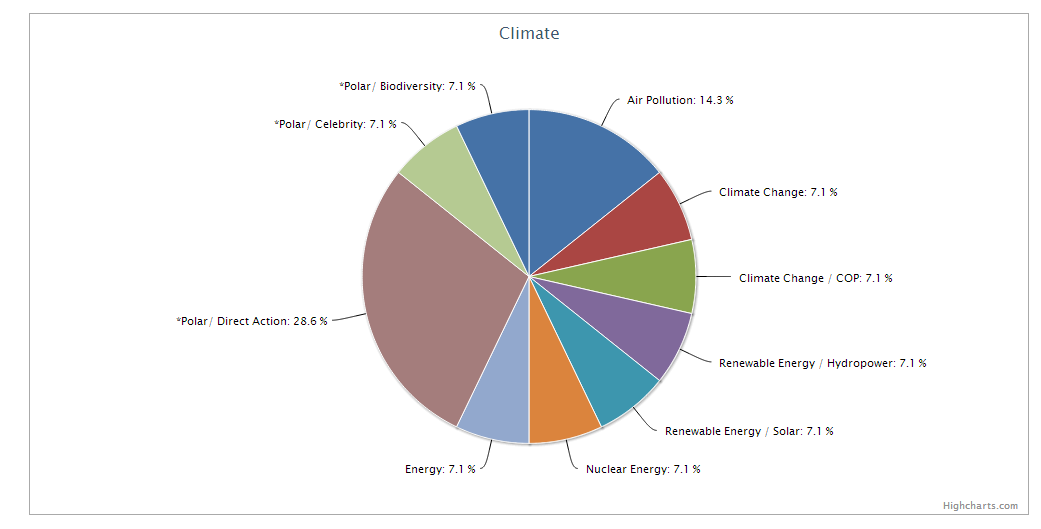 Climate
*Polar/ Biodiversity: 7.1 %
Air Pollution: 14.3 %
*Polar/ Celebrity: 7.1 %
Climate Change: 7.1 %
Climate Change / COP: 7.1 %
*Polar/ Direct Action: 28.6 %
Renewable Energy / Hydropower: 7.1 %
Renewable Energy / Solar: 7.1 %
Energy: 7.1 %
Nuclear Energy: 7.1 %
Highcharts.com